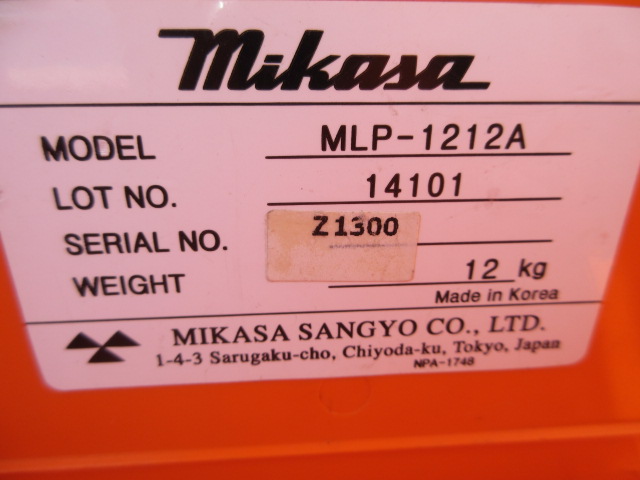 mikasa
MODEL MLP-1212A
LOT NO. 14101
SERIAL NO. Z1300
WEIGHT 12 kg
Made in Korea
MIKASA SANGYO CO., LTD.
1-4-3 Sarugaku-cho, Chiyoda-ku, Tokyo, Japan
NPA-1748